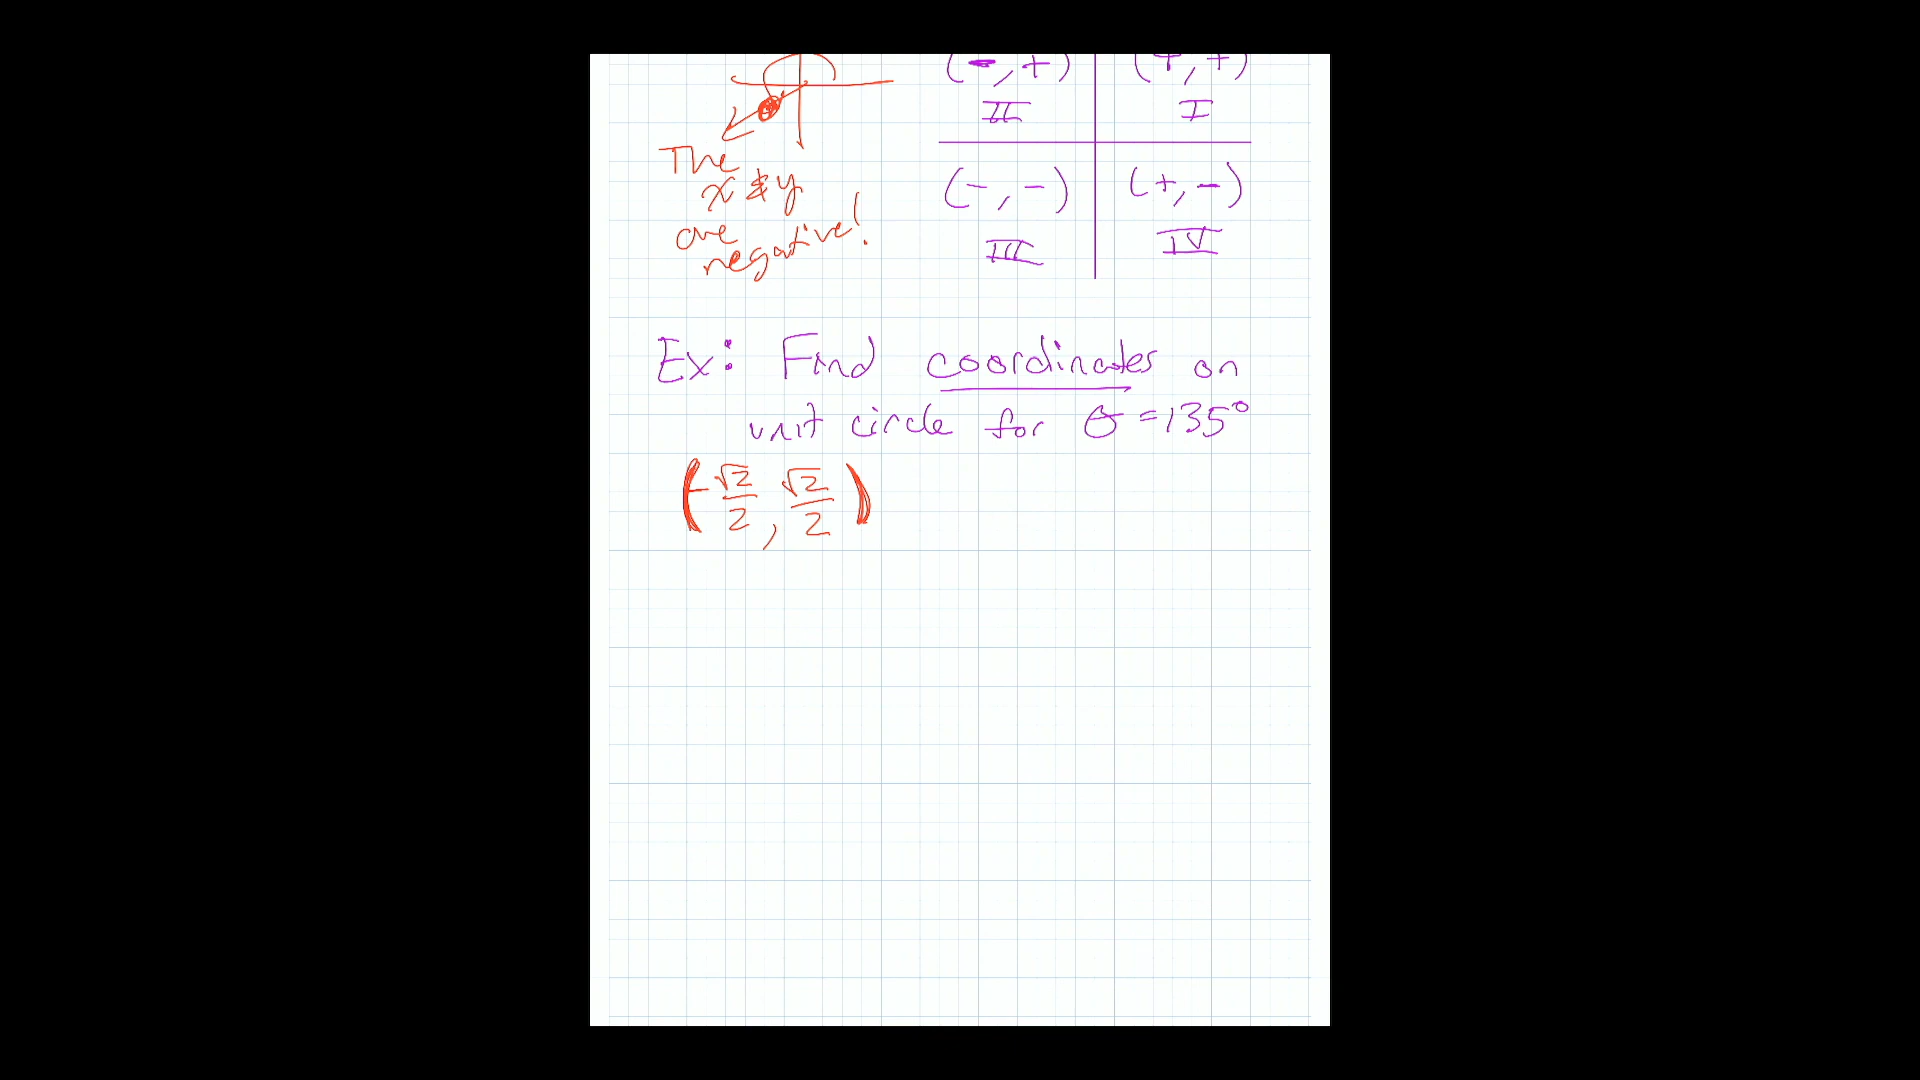 (-, +) (+, +)
II I
The
x & y
are
negative!
(-, -) (+, -)
III IV
Ex: Find coordinates on
unit circle for θ = 135°
(-√2/2, √2/2)